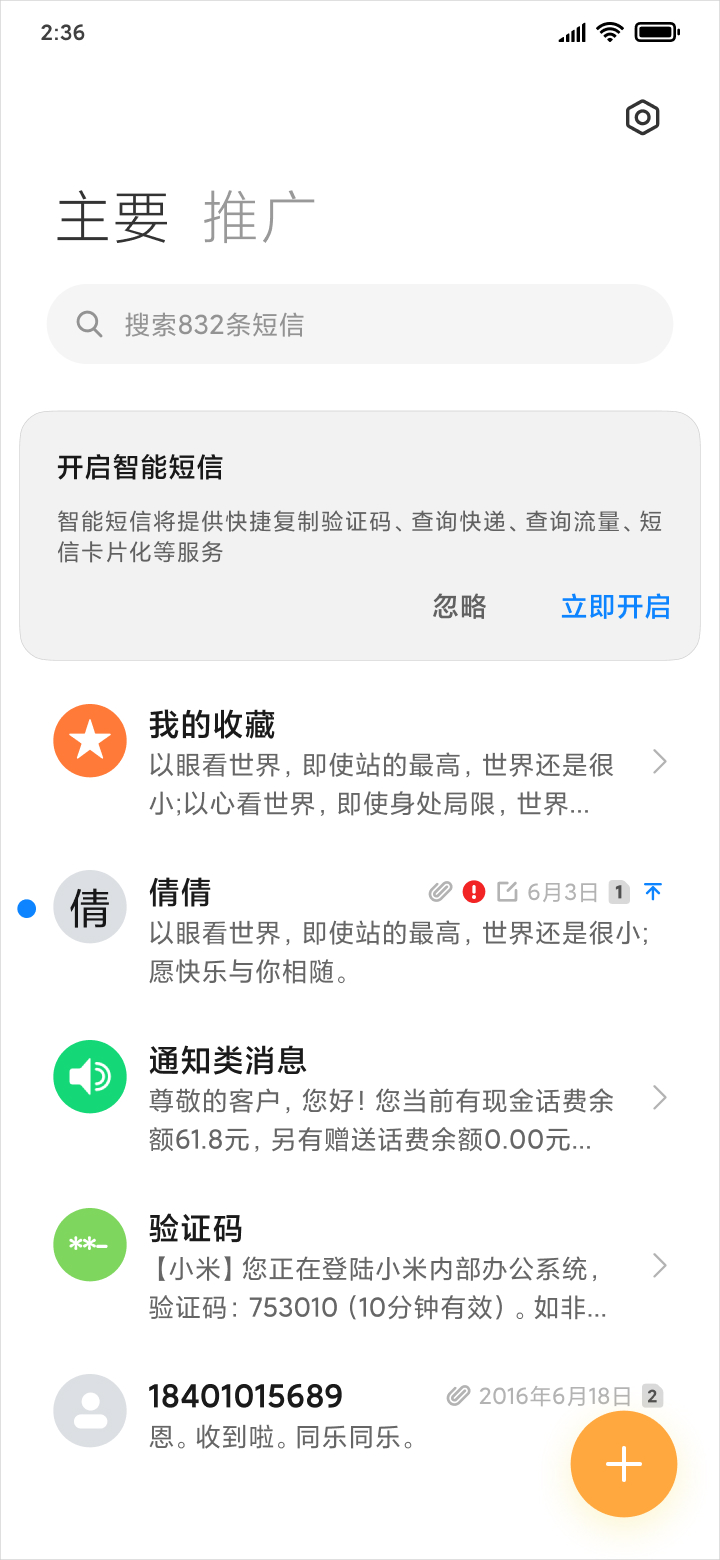 2:36
主要 推广
搜索832条短信
开启智能短信
智能短信将提供快捷复制验证码、查询快递、查询流量、短
信卡片化等服务
忽略 立即开启
我的收藏
以眼看世界，即使站的最高，世界还是很
小;以心看世界，即使身处局限，世界...
倩
倩倩 6月3日 1
以眼看世界，即使站的最高，世界还是很小;
愿快乐与你相随。
通知类消息
尊敬的客户，您好！您当前有现金话费余
额61.8元，另有赠送话费余额0.00元...
**–
验证码
【小米】您正在登陆小米内部办公系统，
验证码：753010（10分钟有效）。如非...
18401015689 2016年6月18日 2
恩。收到啦。同乐同乐。